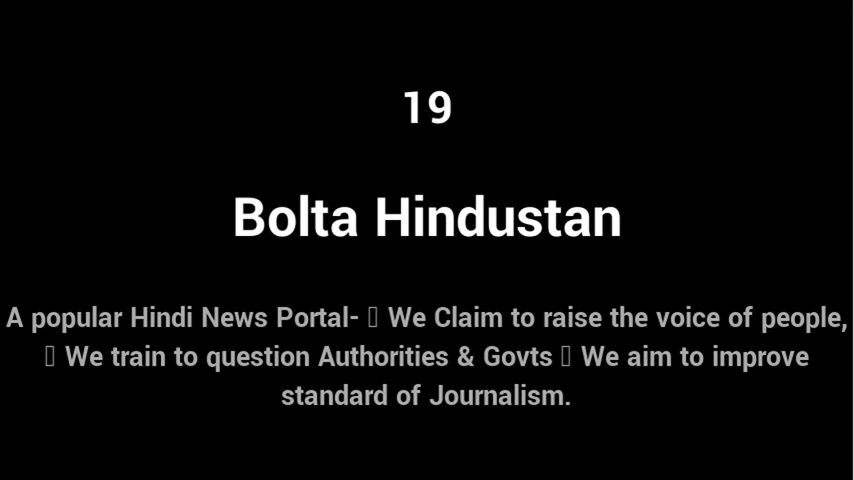 19
Bolta Hindustan
A popular Hindi News Portal- ▯ We Claim to raise the voice of people,
▯ We train to question Authorities & Govts ▯ We aim to improve
standard of Journalism.